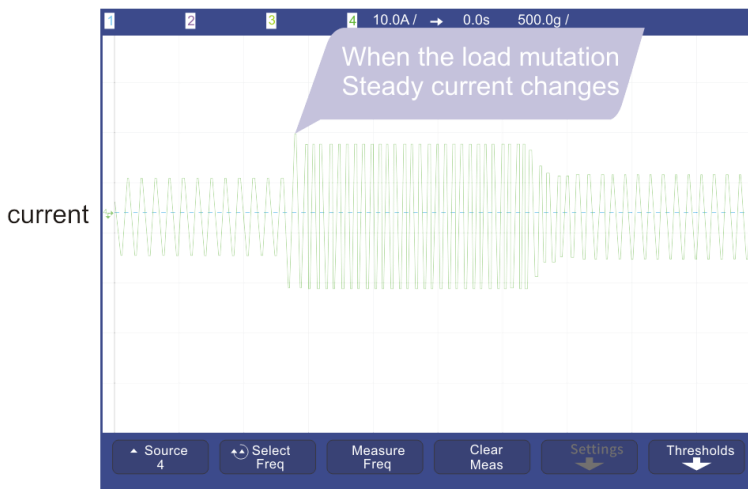 1 2 3 4 10.0A / → 0.0s 500.0g /
When the load mutation
Steady current changes
current
Source
4
Select
Freq
Measure
Freq
Clear
Meas
Settings
Thresholds